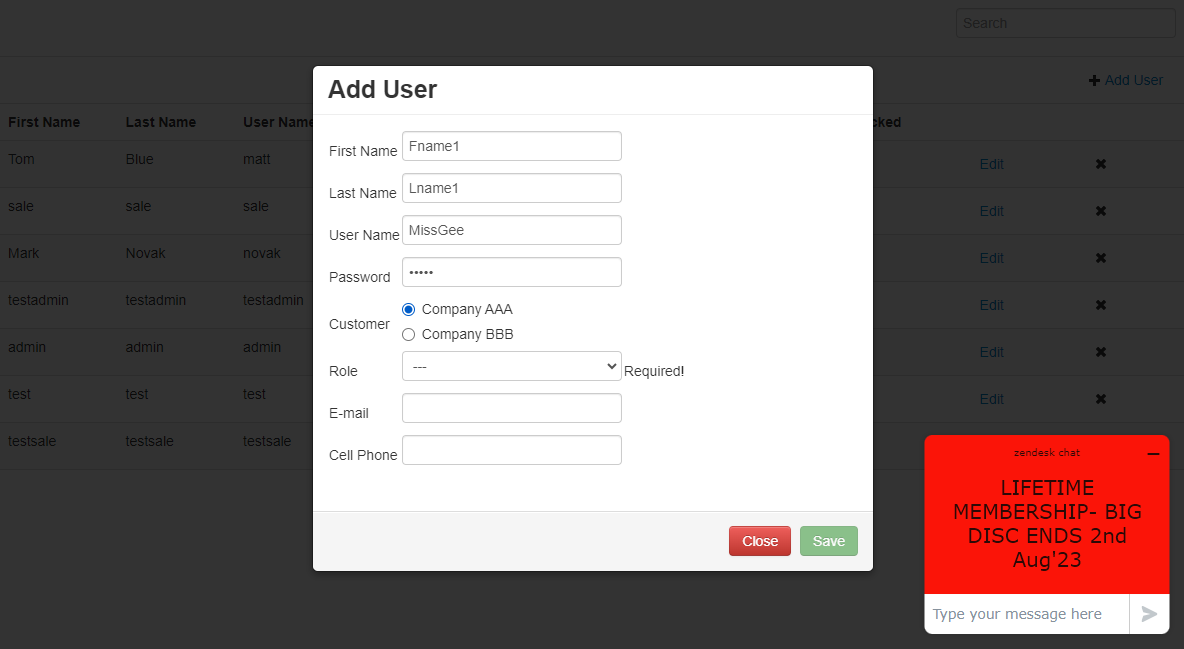 Search
Add User
First Name Last Name User Name cked
Tom Blue matt Edit
sale sale sale Edit
Mark Novak novak Edit
testadmin testadmin testadmin Edit
admin admin admin Edit
test test test Edit
testsale testsale testsale
Add User
First Name Fname1
Last Name Lname1
User Name MissGee
Password •••••
Customer
Company AAA
Company BBB
Role --- Required!
E-mail
Cell Phone
Close Save
zendesk chat
LIFETIME
MEMBERSHIP- BIG
DISC ENDS 2nd
Aug'23
Type your message here